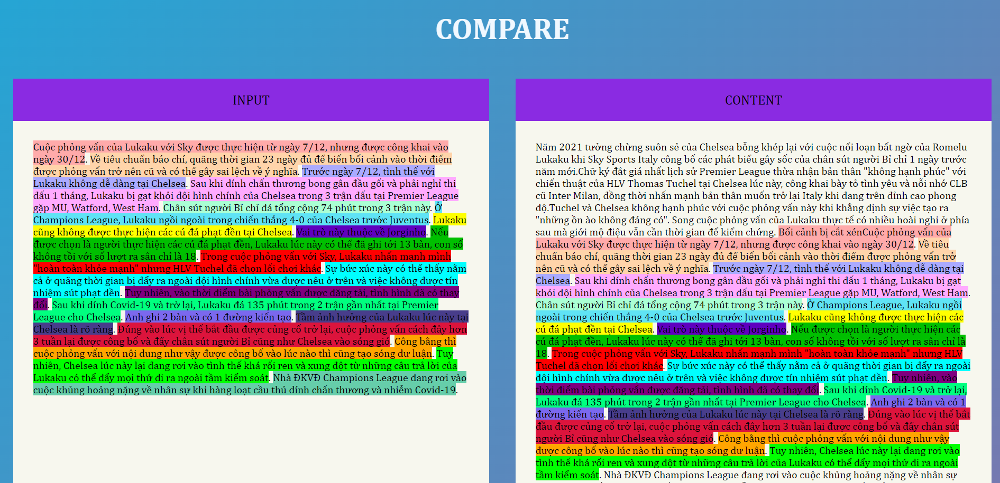 COMPARE
INPUT
Cuộc phỏng vấn của Lukaku với Sky được thực hiện từ ngày 7/12, nhưng được công khai vào
ngày 30/12. Về tiêu chuẩn báo chí, quãng thời gian 23 ngày đủ để biến bối cảnh vào thời điểm
được phỏng vấn trở nên cũ và có thể gây sai lệch về ý nghĩa. Trước ngày 7/12, tình thế với
Lukaku không dễ dàng tại Chelsea. Sau khi dính chấn thương bong gân đầu gối và phải nghỉ thi
đấu 1 tháng, Lukaku bị gạt khỏi đội hình chính của Chelsea trong 3 trận đấu tại Premier League
gặp MU, Watford, West Ham. Chân sút người Bỉ chỉ đá tổng cộng 74 phút trong 3 trận này. Ở
Champions League, Lukaku ngồi ngoài trong chiến thắng 4-0 của Chelsea trước Juventus. Lukaku
cũng không được thực hiện các cú đá phạt đền tại Chelsea. Vai trò này thuộc về Jorginho. Nếu
được chọn là người thực hiện các cú đá phạt đền, Lukaku lúc này có thể đã ghi tới 13 bàn, con số
không tồi với số lượt ra sân chỉ là 18. Trong cuộc phỏng vấn với Sky, Lukaku nhấn mạnh mình
"hoàn toàn khỏe mạnh" nhưng HLV Tuchel đã chọn lối chơi khác. Sự bức xúc này có thể thấy nằm
cả ở quãng thời gian bị đẩy ra ngoài đội hình chính vừa được nêu ở trên và việc không được tín
nhiệm sút phạt đền. Tuy nhiên, vào thời điểm bài phỏng vấn được đăng tải, tình hình đã có thay
đổi. Sau khi dính Covid-19 và trở lại, Lukaku đá 135 phút trong 2 trận gần nhất tại Premier
League cho Chelsea. Anh ghi 2 bàn và có 1 đường kiến tạo. Tầm ảnh hưởng của Lukaku lúc này tại
Chelsea là rõ ràng. Đúng vào lúc vị thế bắt đầu được củng cố trở lại, cuộc phỏng vấn cách đây hơn
3 tuần lại được công bố và đẩy chân sút người Bỉ cũng như Chelsea vào sóng gió. Công bằng thì
cuộc phỏng vấn với nội dung như vậy được công bố vào lúc nào thì cũng tạo sóng dư luận. Tuy
nhiên, Chelsea lúc này lại đang rơi vào tình thế khá rối ren và xung đột từ những câu trả lời của
Lukaku có thể đẩy mọi thứ đi ra ngoài tầm kiểm soát. Nhà ĐKVĐ Champions League đang rơi vào
cuộc khủng hoảng nặng về nhân sự khi hàng loạt cầu thủ dính chấn thương và nhiễm Covid-19.
CONTENT
Năm 2021 tưởng chừng suôn sẻ của Chelsea bỗng khép lại với cuộc nổi loạn bất ngờ của Romelu
Lukaku khi Sky Sports Italy công bố các phát biểu gây sốc của chân sút người Bỉ chỉ 1 ngày trước
năm mới.Chữ ký đắt giá nhất lịch sử Premier League thừa nhận bản thân "không hạnh phúc" với
chiến thuật của HLV Thomas Tuchel tại Chelsea lúc này, công khai bày tỏ tình yêu và nỗi nhớ CLB
cũ Inter Milan, đồng thời nhấn mạnh bản thân muốn trở lại Italy khi đang trên đỉnh cao phong
độ.Tuchel và Chelsea không hạnh phúc với cuộc phỏng vấn này khi khẳng định sự việc tạo ra
"những ồn ào không đáng có". Song cuộc phỏng vấn của Lukaku thực tế có nhiều hoài nghi ở phía
sau mà giới mộ điệu vẫn cần thời gian để kiểm chứng. Bối cảnh bị cắt xénCuộc phỏng vấn của
Lukaku với Sky được thực hiện từ ngày 7/12, nhưng được công khai vào ngày 30/12. Về tiêu
chuẩn báo chí, quãng thời gian 23 ngày đủ để biến bối cảnh vào thời điểm được phỏng vấn trở
nên cũ và có thể gây sai lệch về ý nghĩa. Trước ngày 7/12, tình thế với Lukaku không dễ dàng tại
Chelsea. Sau khi dính chấn thương bong gân đầu gối và phải nghỉ thi đấu 1 tháng, Lukaku bị gạt
khỏi đội hình chính của Chelsea trong 3 trận đấu tại Premier League gặp MU, Watford, West Ham.
Chân sút người Bỉ chỉ đá tổng cộng 74 phút trong 3 trận này. Ở Champions League, Lukaku ngồi
ngoài trong chiến thắng 4-0 của Chelsea trước Juventus. Lukaku cũng không được thực hiện các
cú đá phạt đền tại Chelsea. Vai trò này thuộc về Jorginho. Nếu được chọn là người thực hiện các
cú đá phạt đền, Lukaku lúc này có thể đã ghi tới 13 bàn, con số không tồi với số lượt ra sân chỉ là
18. Trong cuộc phỏng vấn với Sky, Lukaku nhấn mạnh mình "hoàn toàn khỏe mạnh" nhưng HLV
Tuchel đã chọn lối chơi khác. Sự bức xúc này có thể thấy nằm cả ở quãng thời gian bị đẩy ra ngoài
đội hình chính vừa được nêu ở trên và việc không được tín nhiệm sút phạt đền. Tuy nhiên, vào
thời điểm bài phỏng vấn được đăng tải, tình hình đã có thay đổi. Sau khi dính Covid-19 và trở lại,
Lukaku đá 135 phút trong 2 trận gần nhất tại Premier League cho Chelsea. Anh ghi 2 bàn và có 1
đường kiến tạo. Tầm ảnh hưởng của Lukaku lúc này tại Chelsea là rõ ràng. Đúng vào lúc vị thế bắt
đầu được củng cố trở lại, cuộc phỏng vấn cách đây hơn 3 tuần lại được công bố và đẩy chân sút
người Bỉ cũng như Chelsea vào sóng gió. Công bằng thì cuộc phỏng vấn với nội dung như vậy
được công bố vào lúc nào thì cũng tạo sóng dư luận. Tuy nhiên, Chelsea lúc này lại đang rơi vào
tình thế khá rối ren và xung đột từ những câu trả lời của Lukaku có thể đẩy mọi thứ đi ra ngoài
tầm kiểm soát. Nhà ĐKVĐ Champions League đang rơi vào cuộc khủng hoảng nặng về nhân sự